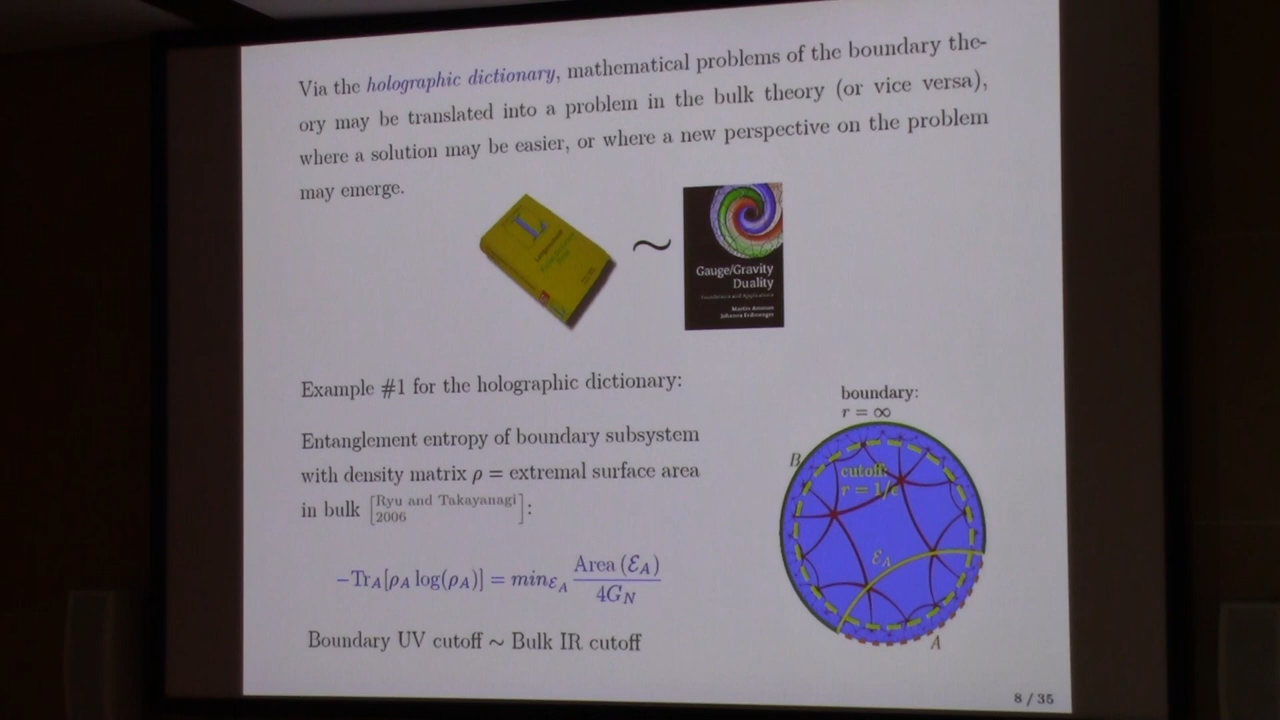 Via the holographic dictionary, mathematical problems of the boundary the-
ory may be translated into a problem in the bulk theory (or vice versa),
where a solution may be easier, or where a new perspective on the problem
may emerge.
L
∼
Gauge/Gravity
Duality
Foundations and Applications
Martin Ammon
Johanna Erdmenger
Example #1 for the holographic dictionary:
Entanglement entropy of boundary subsystem
with density matrix ρ = extremal surface area
in bulk [Ryu and Takayanagi 2006]:
−Tr_A[ρ_A log(ρ_A)] = min_{ℰ_A} Area (ℰ_A) / 4G_N
Boundary UV cutoff ∼ Bulk IR cutoff
boundary:
r = ∞
B
cutoff:
r = 1/ϵ
ℰ_A
A
8 / 35